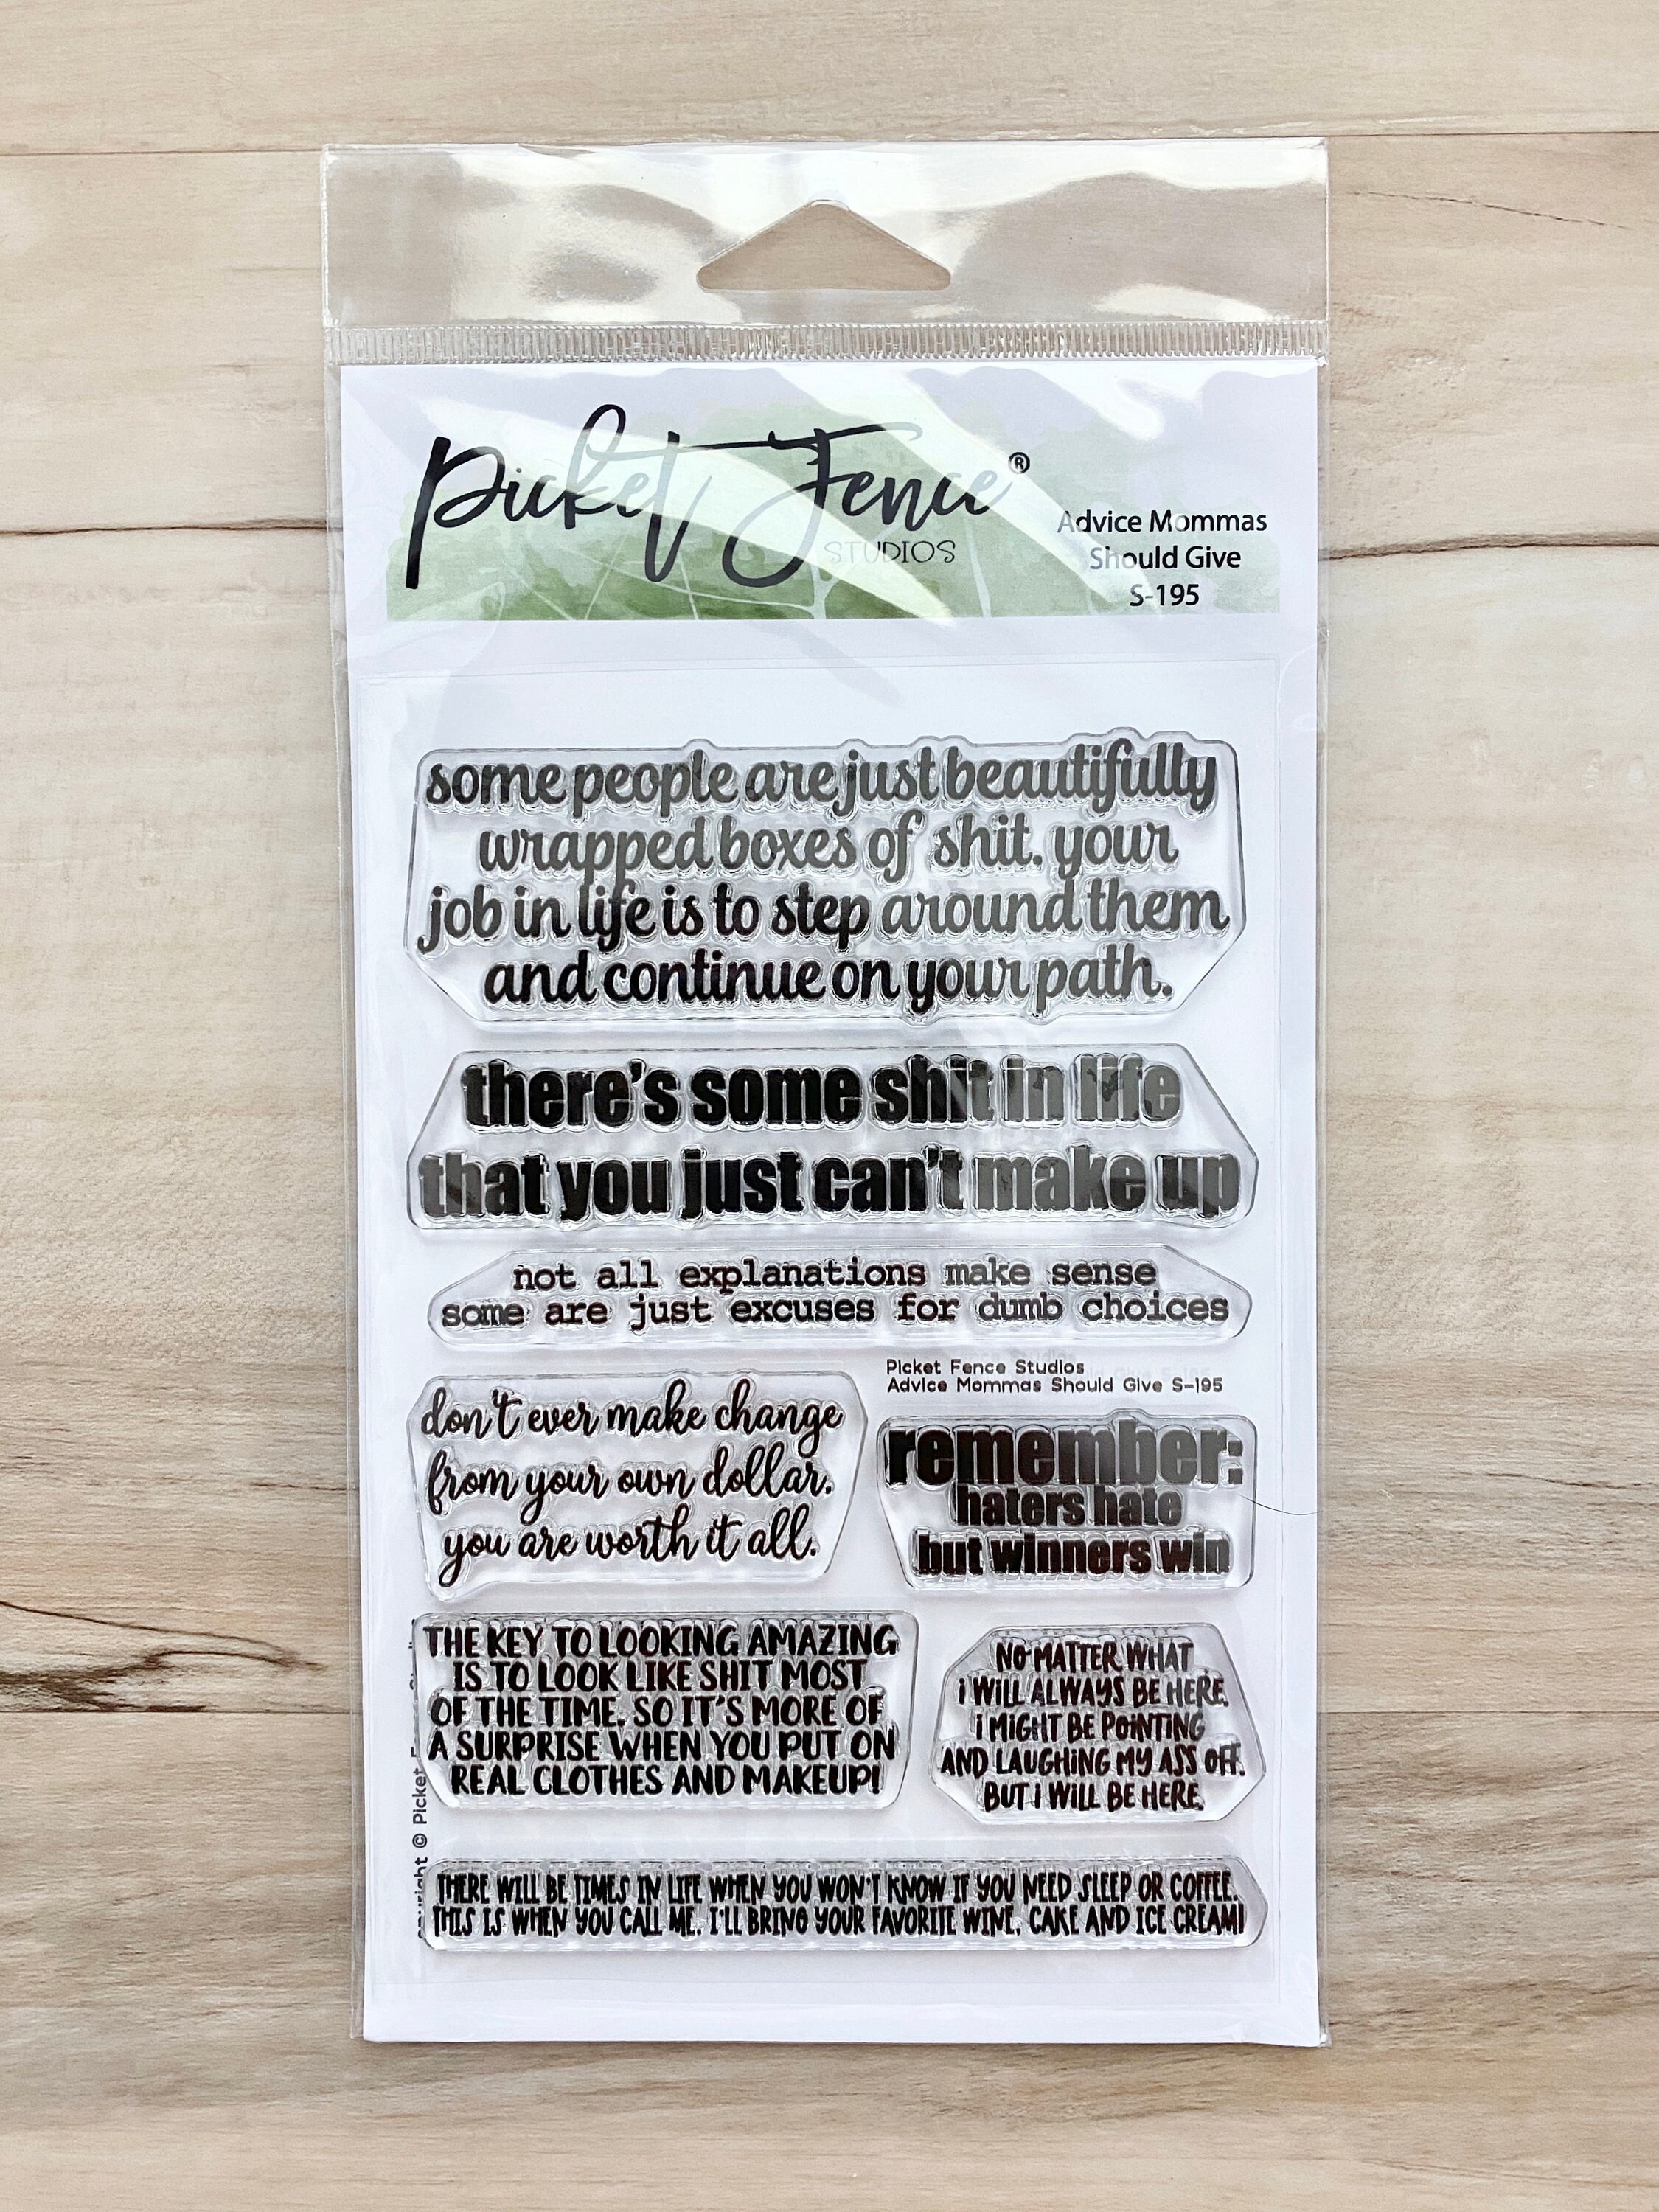 Picket Fence®
STUDIOS
Advice Mommas
Should Give
S-195
some people are just beautifully
wrapped boxes of shit. your
job in life is to step around them
and continue on your path.
there's some shit in life
that you just can't make up
not all explanations make sense
some are just excuses for dumb choices
Picket Fence Studios
Advice Mommas Should Give S-195
don't ever make change
from your own dollar.
you are worth it all.
remember:
haters hate
but winners win
THE KEY TO LOOKING AMAZING
IS TO LOOK LIKE SHIT MOST
OF THE TIME. SO IT'S MORE OF
A SURPRISE WHEN YOU PUT ON
REAL CLOTHES AND MAKEUP!
NO MATTER WHAT
i WiLL ALWAYS BE HERE.
i MiGHT BE POiNTiNG
AND LAUGHiNG MY ASS OFF.
BUT i WiLL BE HERE.
© Picket
THERE WILL BE TIMES IN LIFE WHEN YOU WON'T KNOW IF YOU NEED SLEEP OR COFFEE.
THIS IS WHEN YOU CALL ME. I'LL BRING YOUR FAVORITE WINE, CAKE AND ICE CREAM!